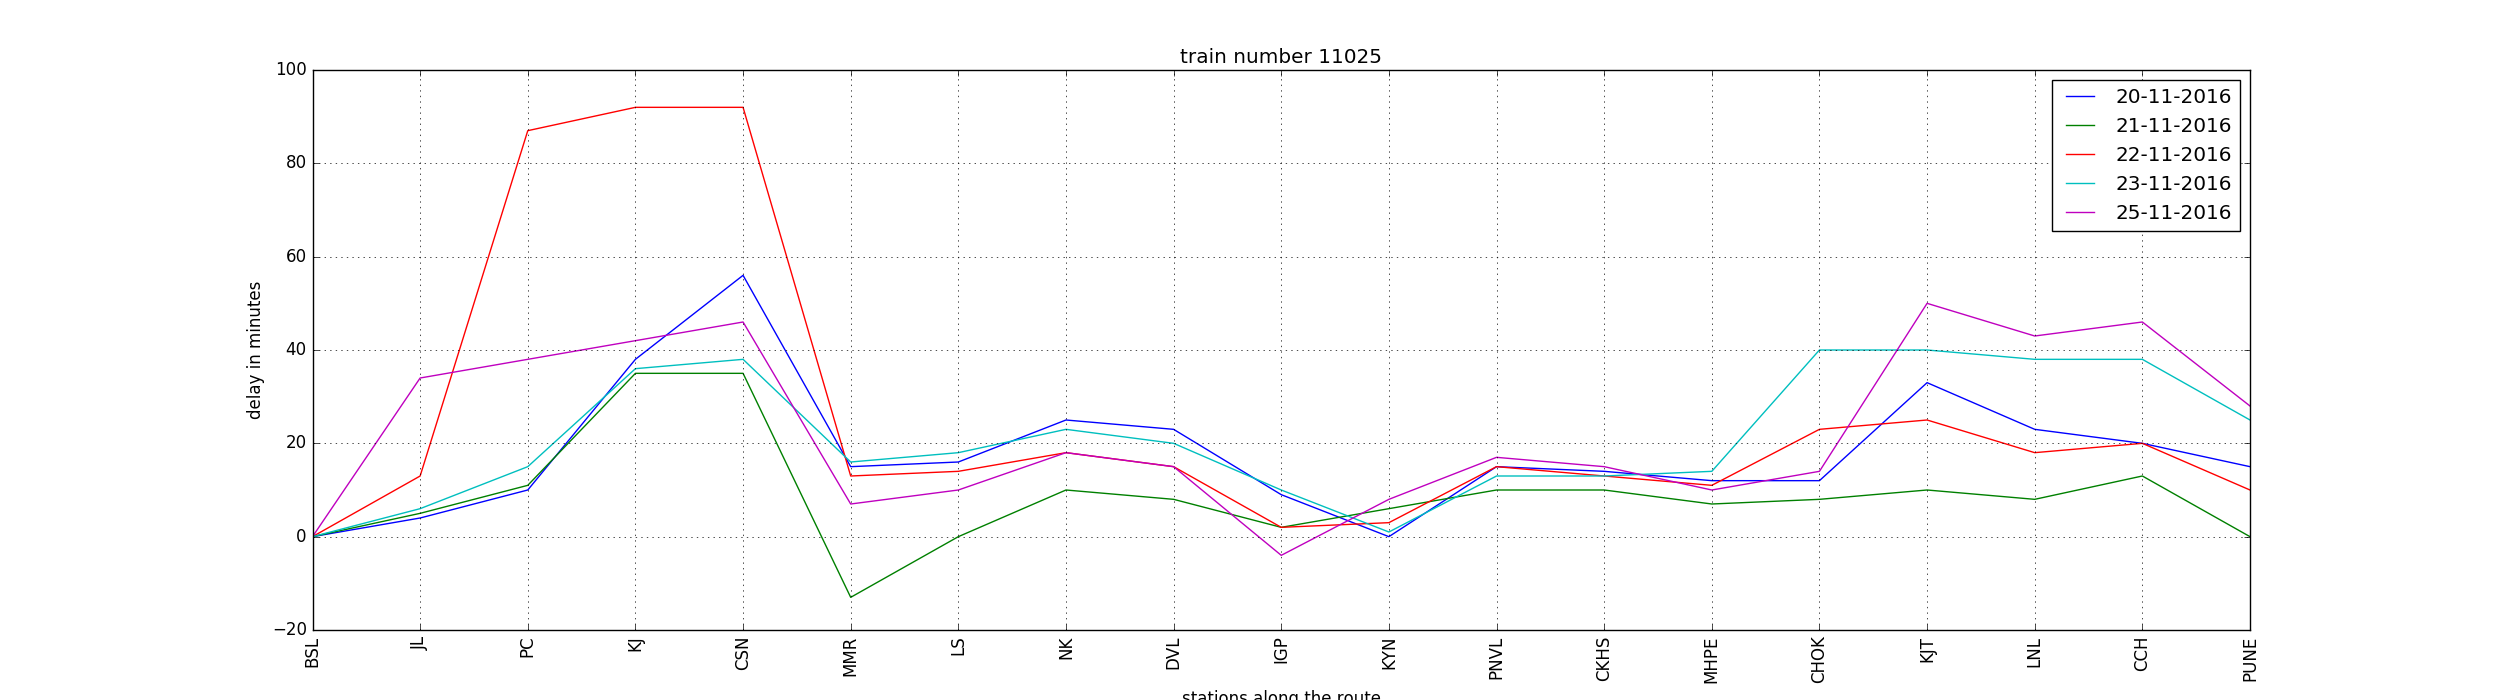 train number 11025
100
80
60
40
20
0
−20
delay in minutes
20-11-2016
21-11-2016
22-11-2016
23-11-2016
25-11-2016
BSL
JL
PC
KJ
CSN
MMR
LS
NK
DVL
IGP
KYN
PNVL
CKHS
MHPE
CHOK
KJT
LNL
CCH
PUNE
stations along the route